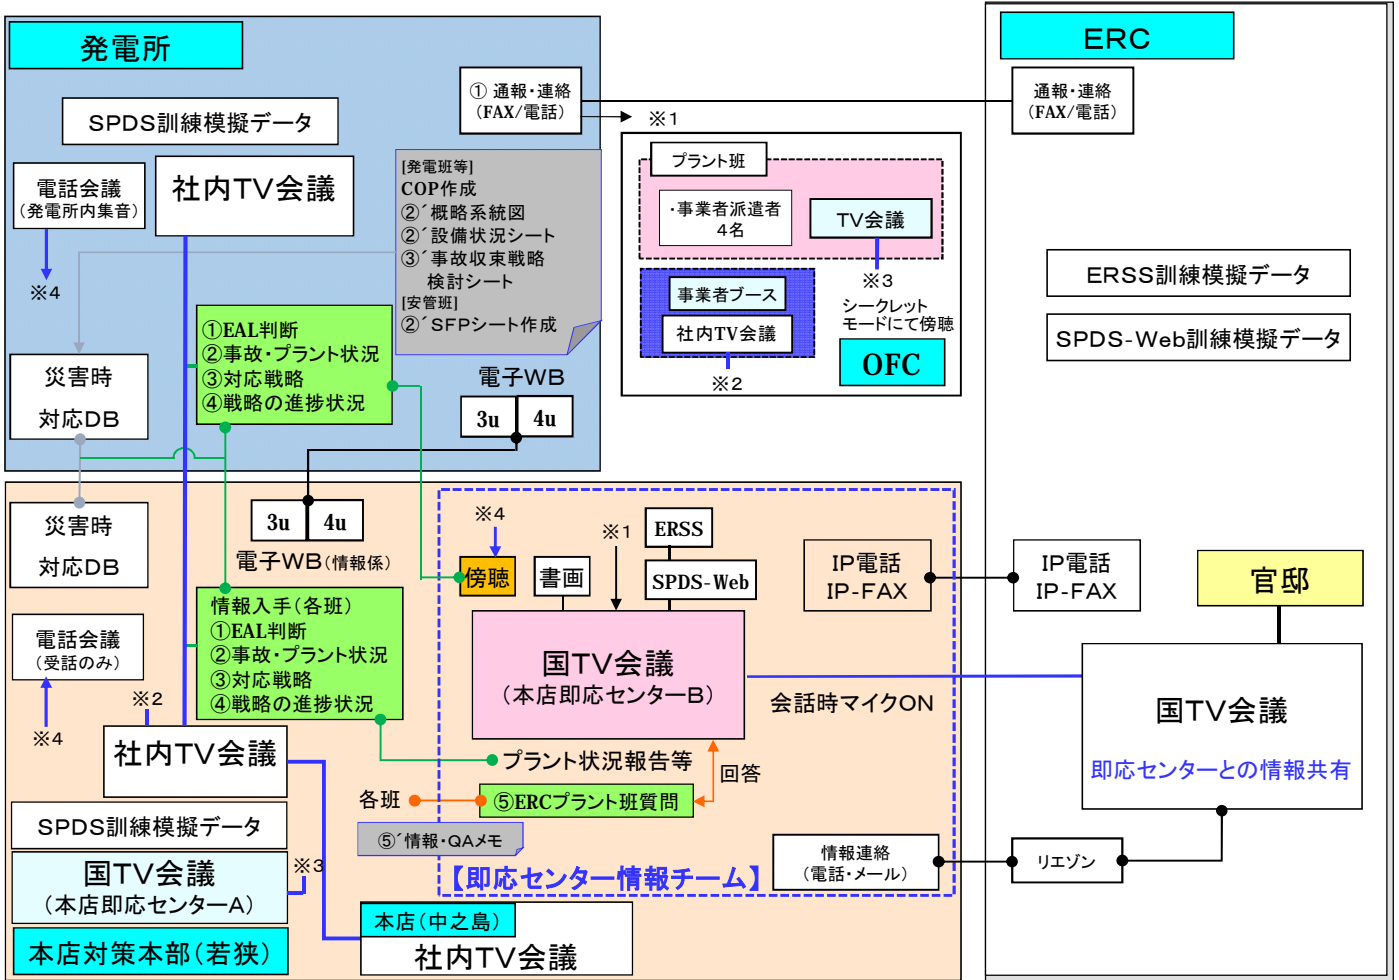 発電所
SPDS訓練模擬データ
電話会議
(発電所内集音)
※4
社内TV会議
① 通報・連絡
(FAX/電話)
※1
[発電班等]
COP作成
②´概略系統図
②´設備状況シート
③´事故収束戦略
検討シート
[安管班]
②´SFPシート作成
①EAL判断
②事故・プラント状況
③対応戦略
④戦略の進捗状況
災害時
対応DB
電子WB
3u
4u
プラント班
・事業者派遣者
4名
TV会議
※3
シークレット
モードにて傍聴
事業者ブース
社内TV会議
※2
OFC
ERC
通報・連絡
(FAX/電話)
ERSS訓練模擬データ
SPDS-Web訓練模擬データ
災害時
対応DB
3u
4u
電子WB(情報係)
※4
傍聴
書画
※1
ERSS
SPDS-Web
IP電話
IP-FAX
IP電話
IP-FAX
官邸
電話会議
(受話のみ)
※4
情報入手(各班)
①EAL判断
②事故・プラント状況
③対応戦略
④戦略の進捗状況
国TV会議
(本店即応センターB)
会話時マイクON
国TV会議
即応センターとの情報共有
※2
社内TV会議
プラント状況報告等
回答
各班
⑤ERCプラント班質問
⑤´情報・QAメモ
【即応センター情報チーム】
情報連絡
(電話・メール)
リエゾン
SPDS訓練模擬データ
国TV会議
(本店即応センターA)
※3
本店対策本部(若狭)
本店(中之島)
社内TV会議